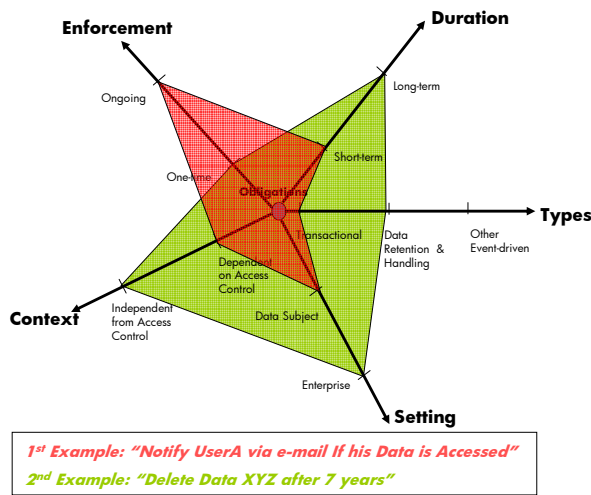 Enforcement
Duration
Ongoing
Long-term
Short-term
One-time
Obligations
Types
Transactional
Data
Retention &
Handling
Other
Event-driven
Dependent
on Access
Control
Context
Independent
from Access
Control
Data Subject
Enterprise
Setting
1st Example: “Notify UserA via e-mail If his Data is Accessed”
2nd Example: “Delete Data XYZ after 7 years”